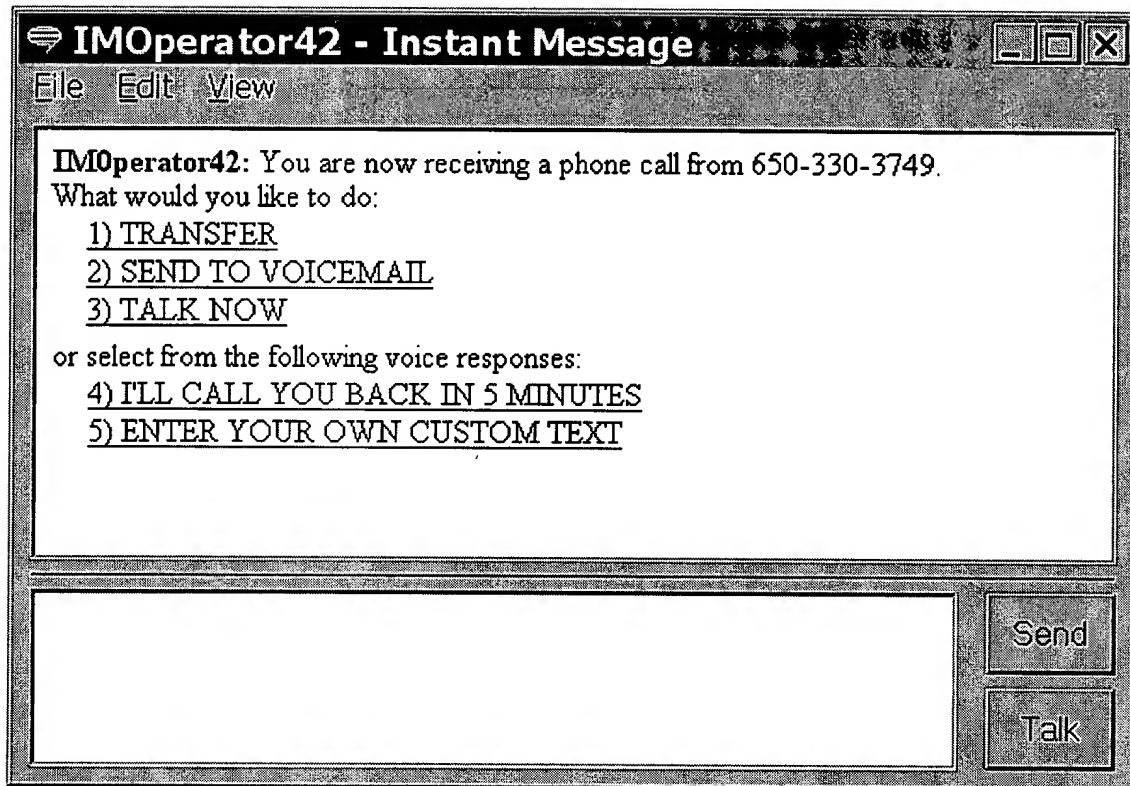 IMOperator42 - Instant Message
File Edit View
IMOperator42: You are now receiving a phone call from 650-330-3749.
What would you like to do:
1) TRANSFER
2) SEND TO VOICEMAIL
3) TALK NOW
or select from the following voice responses:
4) I'LL CALL YOU BACK IN 5 MINUTES
5) ENTER YOUR OWN CUSTOM TEXT
Send
Talk